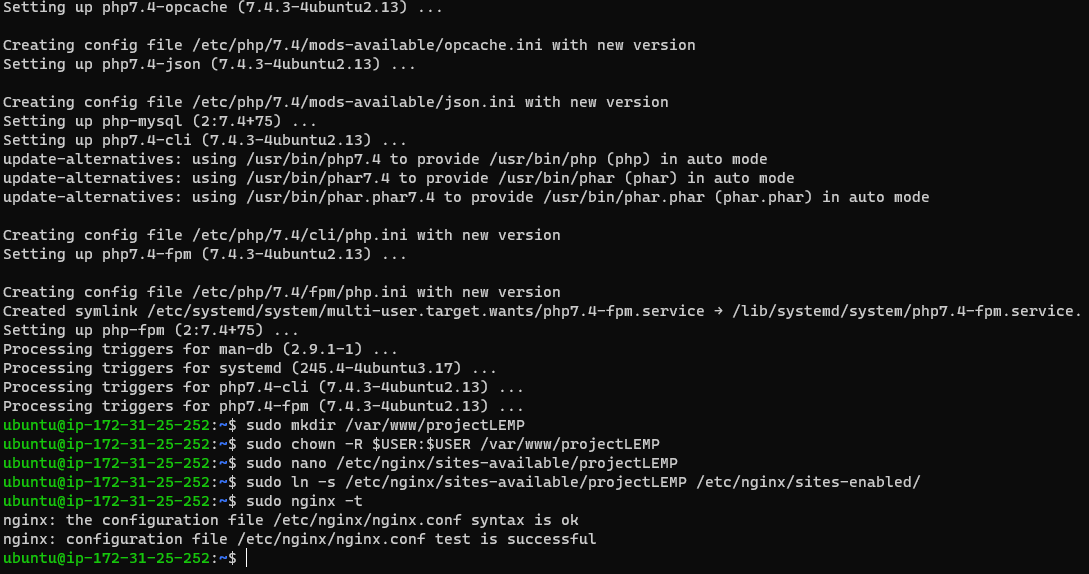 Setting up php7.4-opcache (7.4.3-4ubuntu2.13) ...
Creating config file /etc/php/7.4/mods-available/opcache.ini with new version
Setting up php7.4-json (7.4.3-4ubuntu2.13) ...
Creating config file /etc/php/7.4/mods-available/json.ini with new version
Setting up php-mysql (2:7.4+75) ...
Setting up php7.4-cli (7.4.3-4ubuntu2.13) ...
update-alternatives: using /usr/bin/php7.4 to provide /usr/bin/php (php) in auto mode
update-alternatives: using /usr/bin/phar7.4 to provide /usr/bin/phar (phar) in auto mode
update-alternatives: using /usr/bin/phar.phar7.4 to provide /usr/bin/phar.phar (phar.phar) in auto mode
Creating config file /etc/php/7.4/cli/php.ini with new version
Setting up php7.4-fpm (7.4.3-4ubuntu2.13) ...
Creating config file /etc/php/7.4/fpm/php.ini with new version
Created symlink /etc/systemd/system/multi-user.target.wants/php7.4-fpm.service → /lib/systemd/system/php7.4-fpm.service.
Setting up php-fpm (2:7.4+75) ...
Processing triggers for man-db (2.9.1-1) ...
Processing triggers for systemd (245.4-4ubuntu3.17) ...
Processing triggers for php7.4-cli (7.4.3-4ubuntu2.13) ...
Processing triggers for php7.4-fpm (7.4.3-4ubuntu2.13) ...
ubuntu@ip-172-31-25-252:~$ sudo mkdir /var/www/projectLEMP
ubuntu@ip-172-31-25-252:~$ sudo chown -R $USER:$USER /var/www/projectLEMP
ubuntu@ip-172-31-25-252:~$ sudo nano /etc/nginx/sites-available/projectLEMP
ubuntu@ip-172-31-25-252:~$ sudo ln -s /etc/nginx/sites-available/projectLEMP /etc/nginx/sites-enabled/
ubuntu@ip-172-31-25-252:~$ sudo nginx -t
nginx: the configuration file /etc/nginx/nginx.conf syntax is ok
nginx: configuration file /etc/nginx/nginx.conf test is successful
ubuntu@ip-172-31-25-252:~$